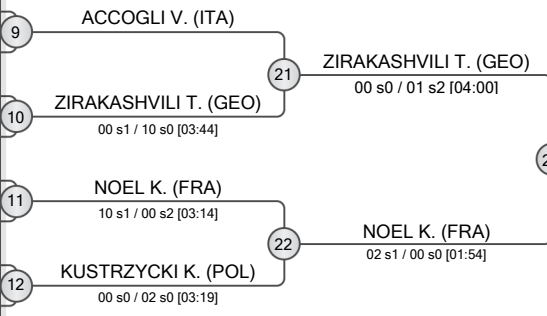 9
ACCOGLI V. (ITA)
21
ZIRAKASHVILI T. (GEO)
00 s0 / 01 s2 [04:00]
10
ZIRAKASHVILI T. (GEO)
00 s1 / 10 s0 [03:44]
2
11
NOEL K. (FRA)
10 s1 / 00 s2 [03:14]
22
NOEL K. (FRA)
02 s1 / 00 s0 [01:54]
12
KUSTRZYCKI K. (POL)
00 s0 / 02 s0 [03:19]